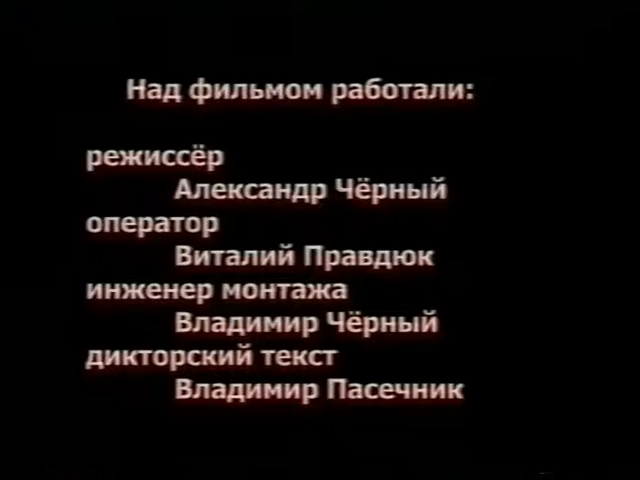 Над фильмом работали:
режиссёр
Александр Чёрный
оператор
Виталий Правдюк
инженер монтажа
Владимир Чёрный
дикторский текст
Владимир Пасечник